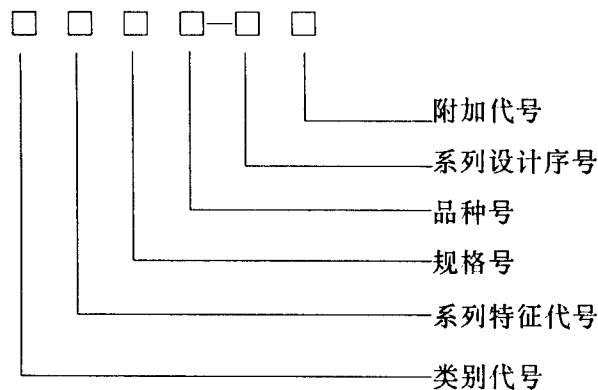 □ □ □ □—□ □
附加代号
系列设计序号
品种号
规格号
系列特征代号
类别代号